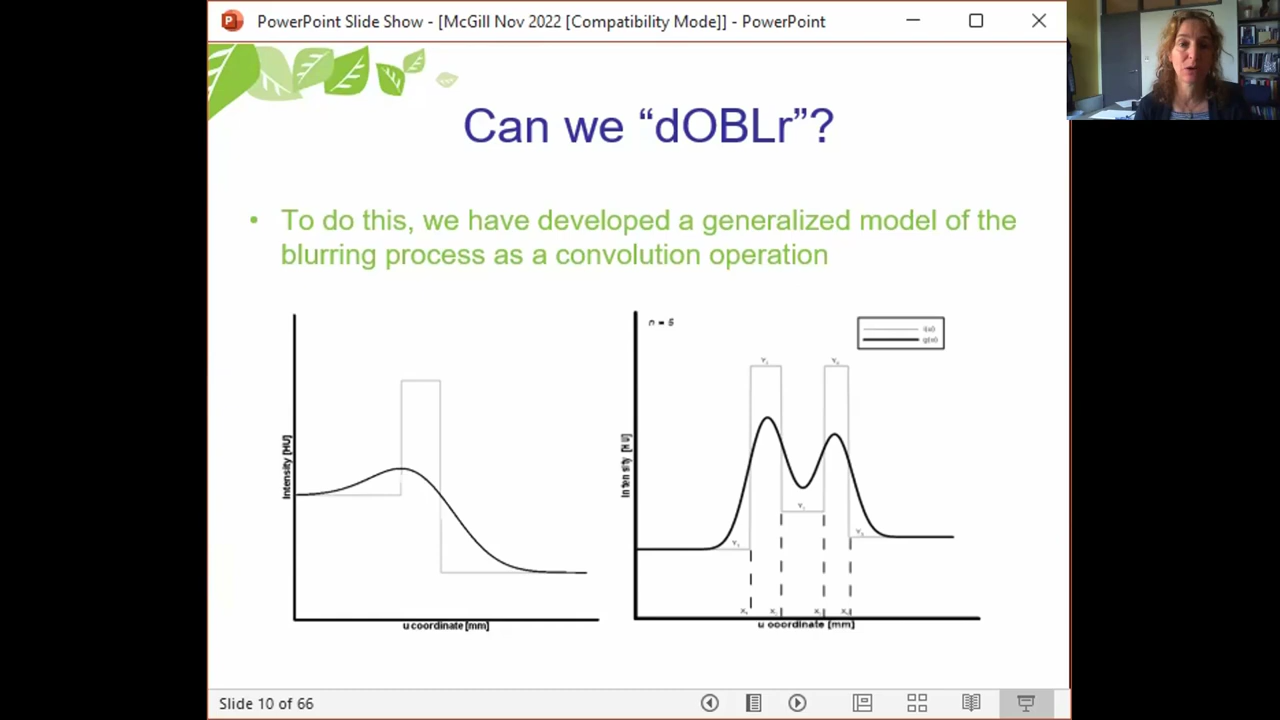 PowerPoint Slide Show - [McGill Nov 2022 [Compatibility Mode]] - PowerPoint
Can we “dOBLr”?
• To do this, we have developed a generalized model of the
blurring process as a convolution operation
Intensity [HU]
u coordinate [mm]
n = 6
g(x)
Intensity [HU]
u coordinate [mm]
Slide 10 of 66